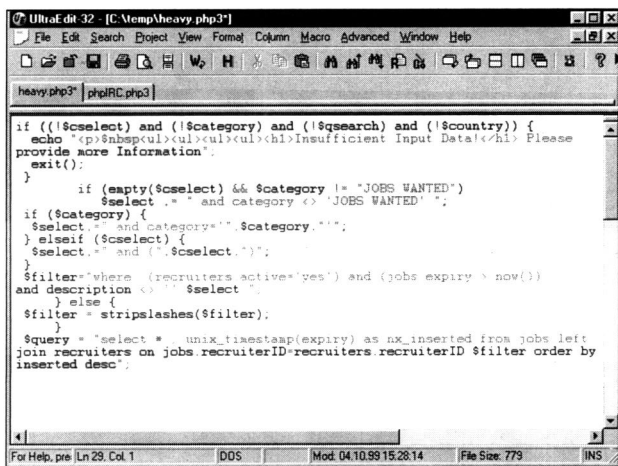 UltraEdit-32 - [C:\temp\heavy.php3*]
File Edit Search Project View Format Column Macro Advanced Window Help
heavy.php3* phpIRC.php3
if ((!$cselect) and (!$category) and (!$qsearch) and (!$country)) {
echo "<p>$nbsp<ul><ul><ul><ul><h1>Insufficient Input Data!</h1> Please
provide more Information";
exit();
}
if (empty($cselect) && $category != "JOBS WANTED")
$select .= " and category <> 'JOBS WANTED' ";
if ($category) {
$select.=" and category='".$category."'";
} elseif ($cselect) {
$select.=" and (".$cselect.")";
}
$filter="where (recruiters active='yes') and (jobs expiry > now())
and description <> '' $select ";
} else {
$filter = stripslashes($filter);
}
$query = "select * , unix_timestamp(expiry) as nx_inserted from jobs left
join recruiters on jobs.recruiterID=recruiters.recruiterID $filter order by
inserted desc";
For Help, pre Ln 29, Col. 1 DOS Mod: 04.10.99 15:28:14 File Size: 779 INS